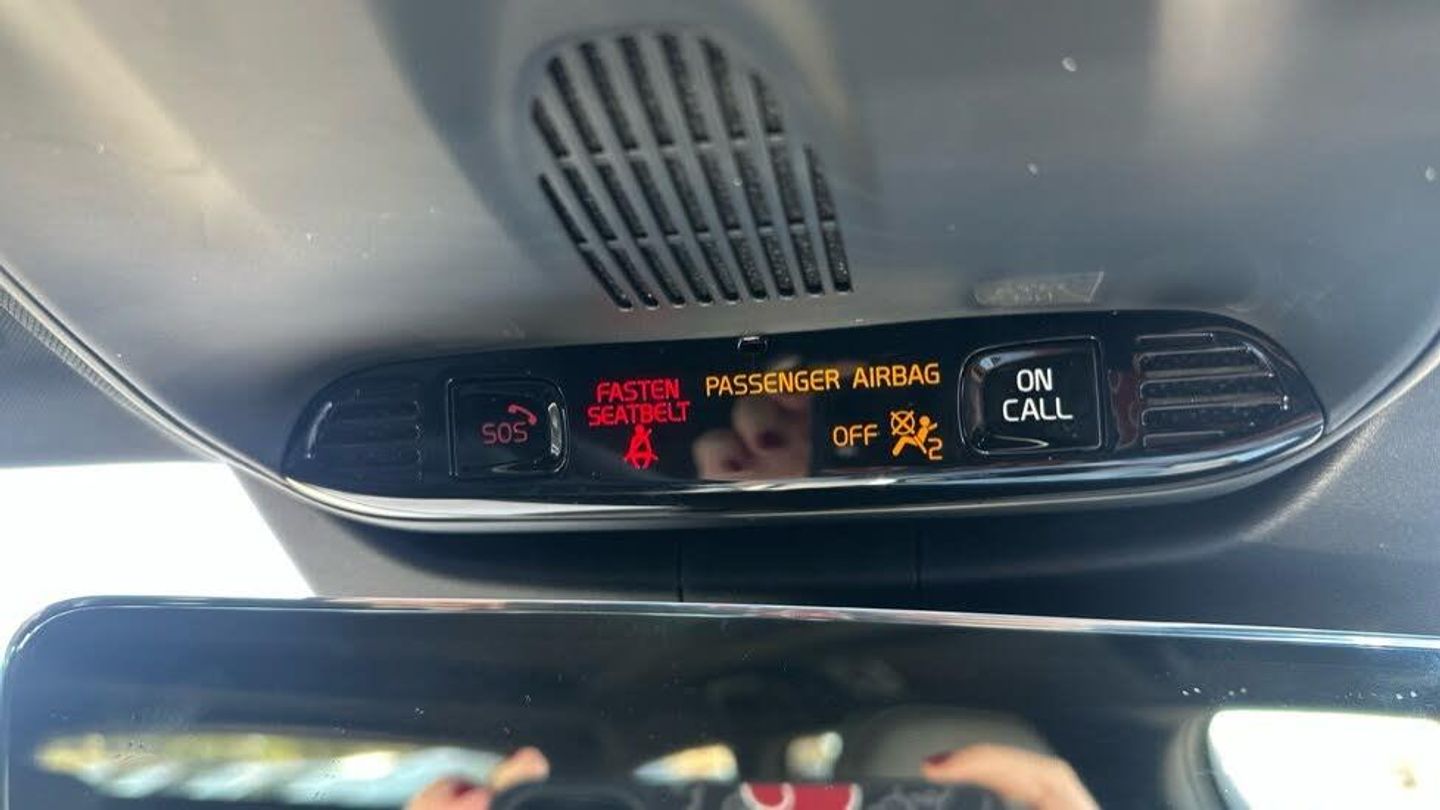 SOS
FASTEN
SEATBELT
PASSENGER AIRBAG
OFF 2
ON
CALL